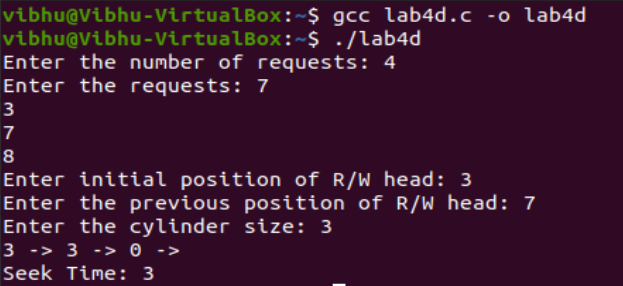 vibhu@Vibhu-VirtualBox:~$ gcc lab4d.c -o lab4d
vibhu@Vibhu-VirtualBox:~$ ./lab4d
Enter the number of requests: 4
Enter the requests: 7
3
7
8
Enter initial position of R/W head: 3
Enter the previous position of R/W head: 7
Enter the cylinder size: 3
3 -> 3 -> 0 ->
Seek Time: 3